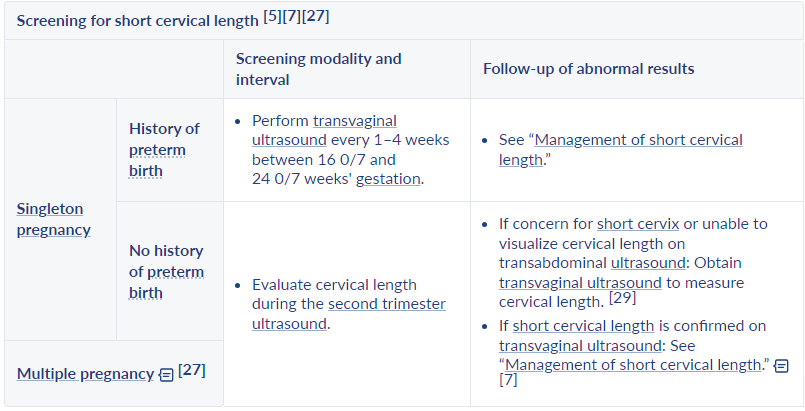 Screening for short cervical length [5][7][27]
Screening modality and
interval
Follow-up of abnormal results
Singleton
pregnancy
History of
preterm
birth
• Perform transvaginal
ultrasound every 1–4 weeks
between 16 0/7 and
24 0/7 weeks' gestation.
• See “Management of short cervical
length.”
No history
of preterm
birth
• Evaluate cervical length
during the second trimester
ultrasound.
• If concern for short cervix or unable to
visualize cervical length on
transabdominal ultrasound: Obtain
transvaginal ultrasound to measure
cervical length. [29]
• If short cervical length is confirmed on
transvaginal ultrasound: See
“Management of short cervical length.”
[7]
Multiple pregnancy [27]